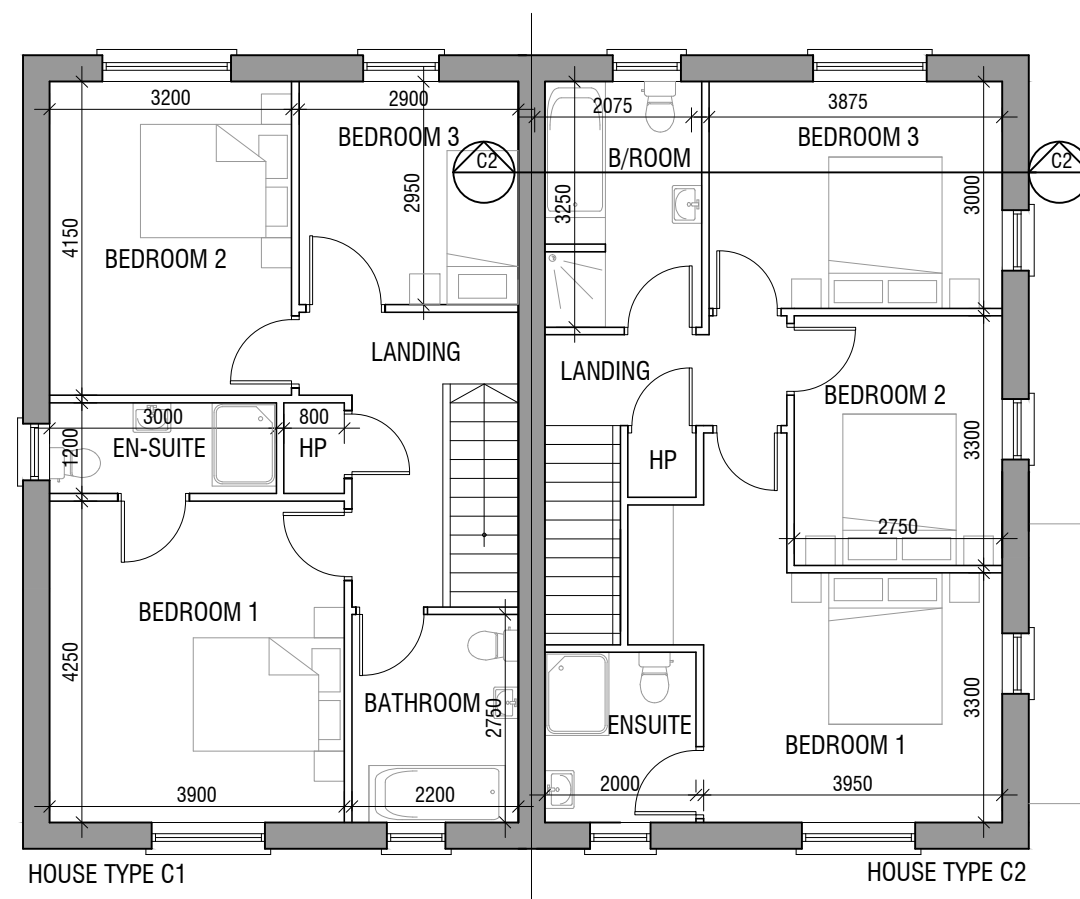 3200
2900
BEDROOM 3
C2
2950
4150
BEDROOM 2
LANDING
3000
800
1200
EN-SUITE
HP
BEDROOM 1
4250
BATHROOM
2750
3900
2200
HOUSE TYPE C1
2075
3875
B/ROOM
BEDROOM 3
C2
3250
3000
LANDING
BEDROOM 2
HP
3300
2750
ENSUITE
3300
BEDROOM 1
2000
3950
HOUSE TYPE C2